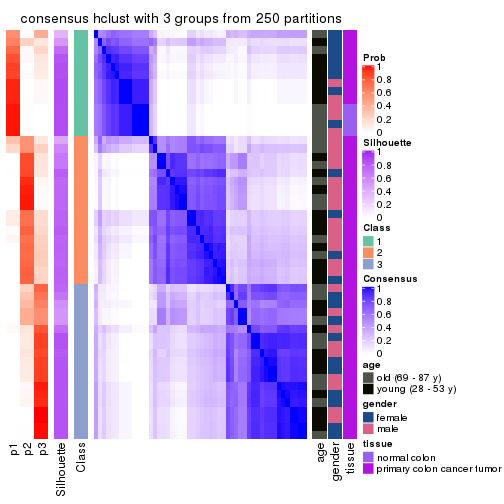 consensus hclust with 3 groups from 250 partitions
Prob
1
0.8
0.6
0.4
0.2
0
Silhouette
1
0.8
0.6
0.4
0.2
0
Class
1
2
3
Consensus
1
0.8
0.6
0.4
0.2
0
age
old (69 - 87 y)
young (28 - 53 y)
gender
female
male
tissue
normal colon
primary colon cancer tumor
p1
p2
p3
Silhouette
Class
age
gender
tissue